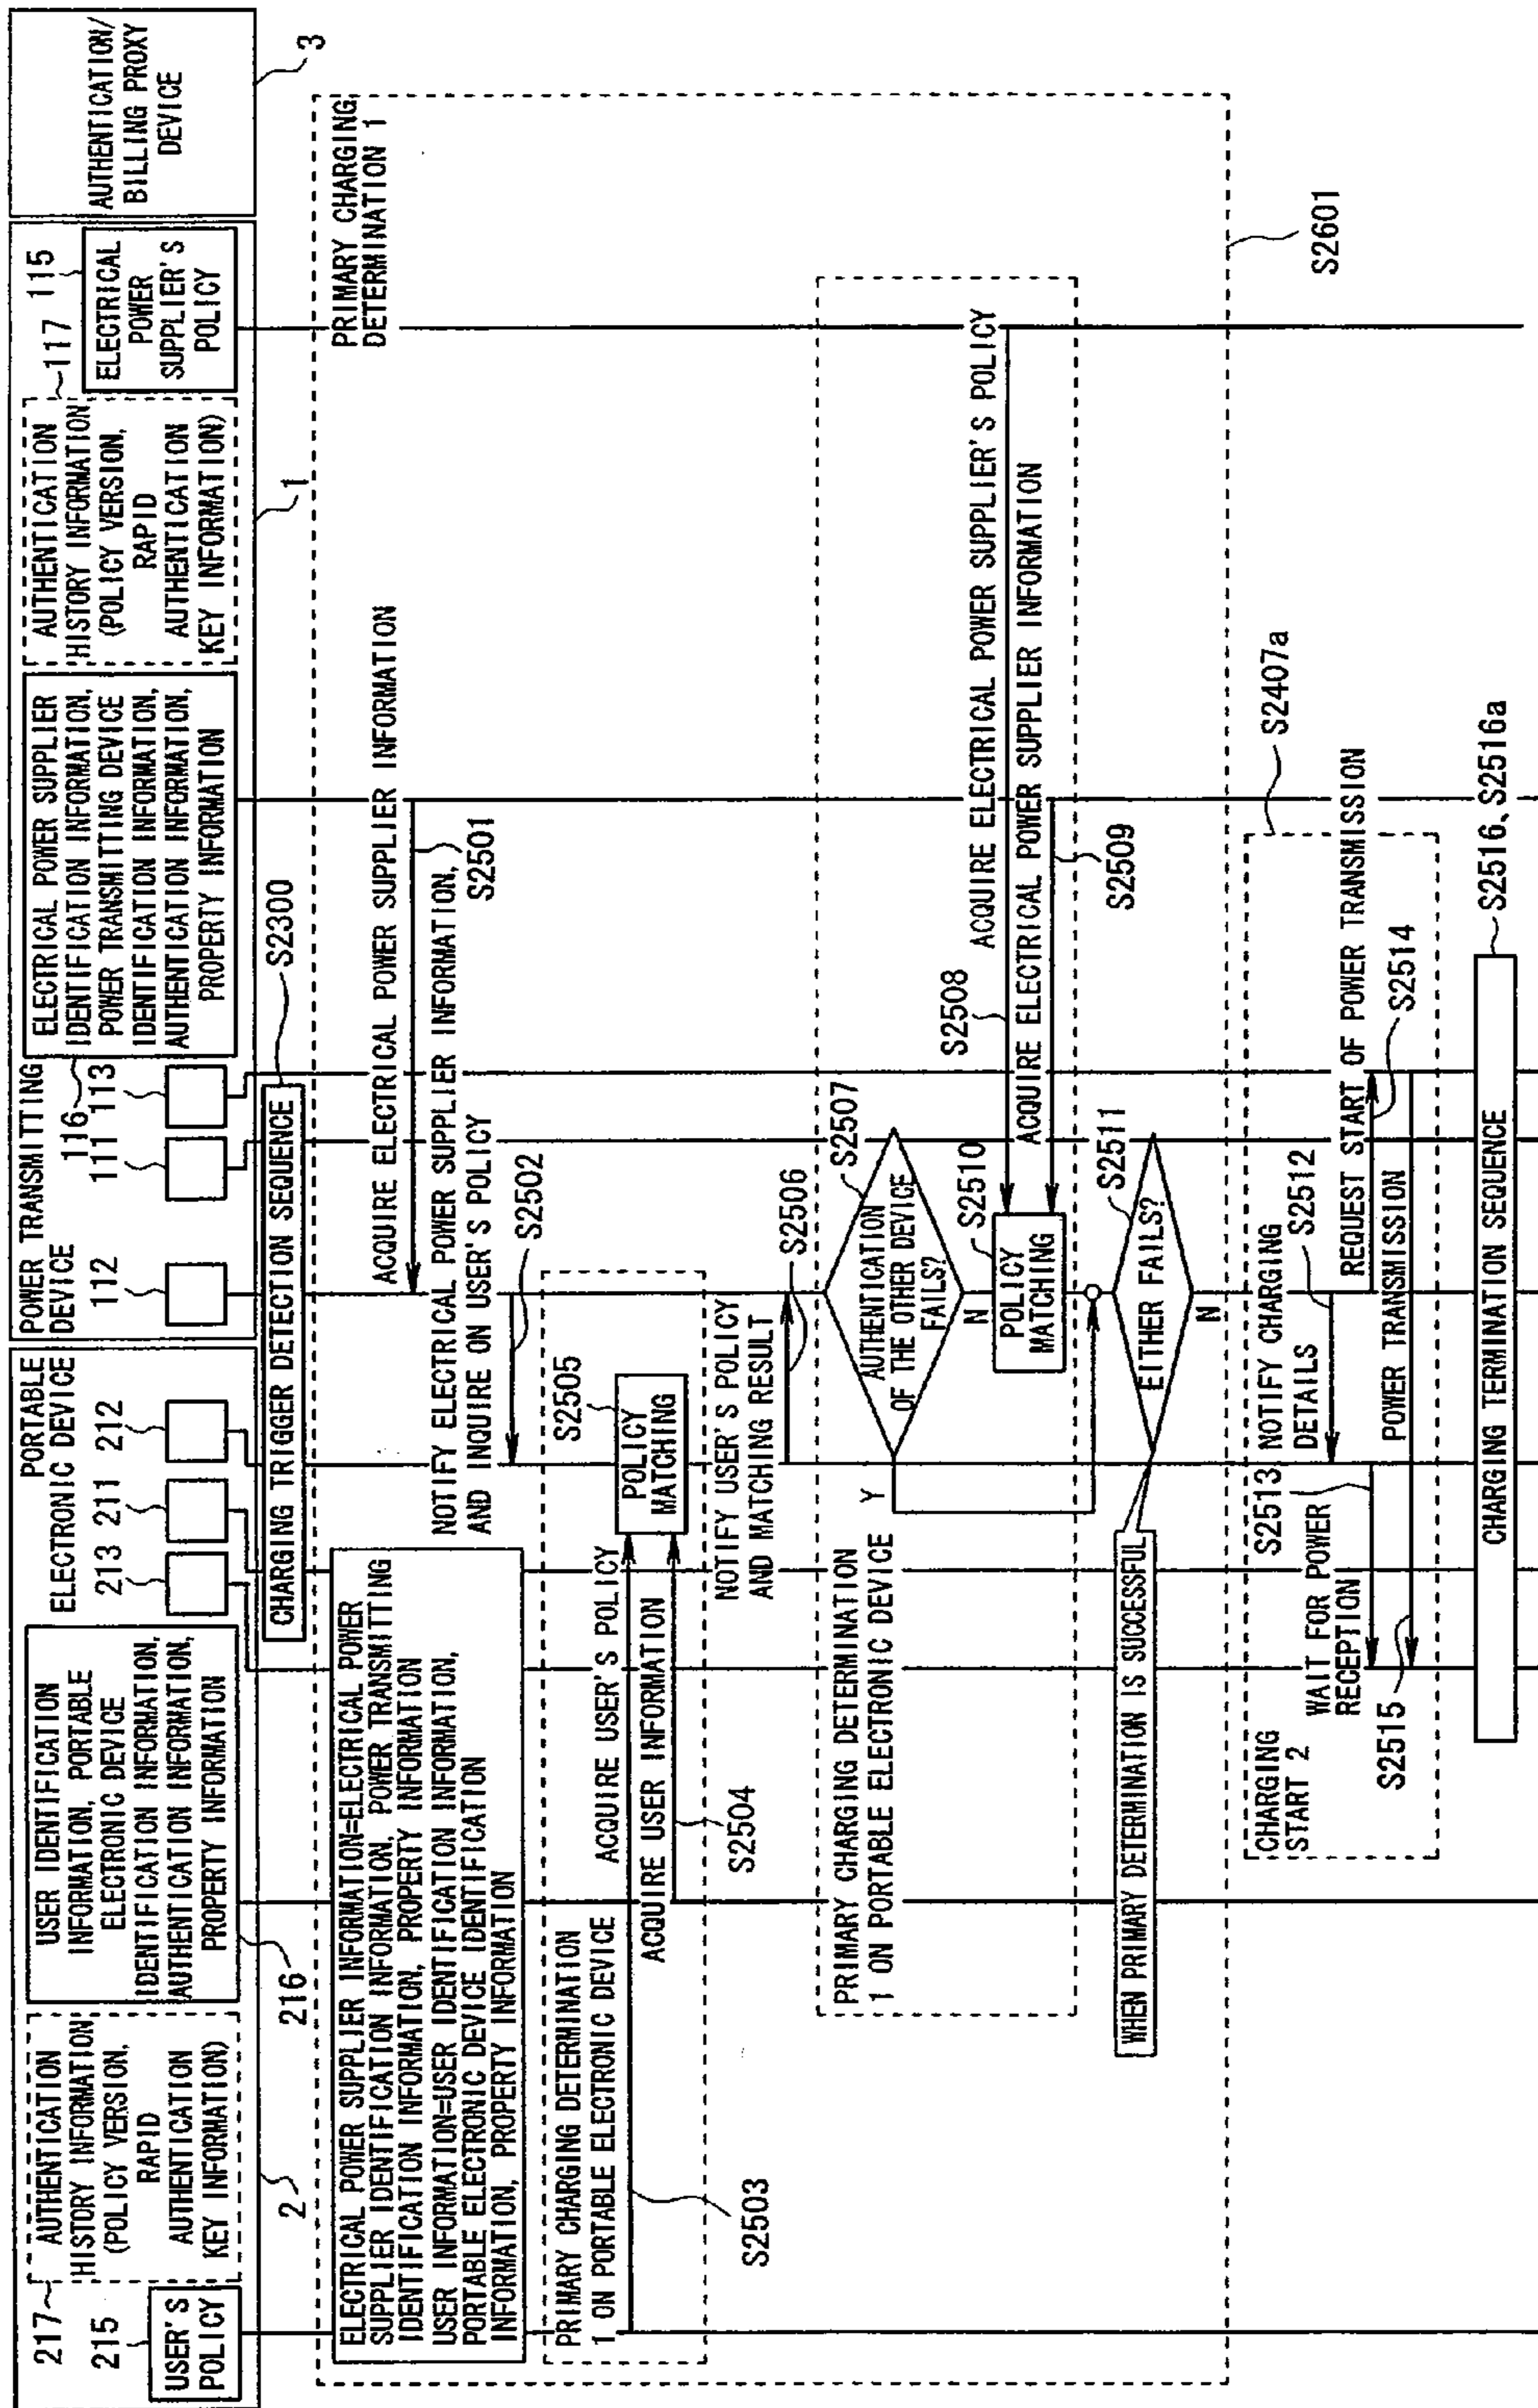 217
AUTHENTICATION
HISTORY INFORMATION
(POLICY VERSION,
RAPID
AUTHENTICATION
KEY INFORMATION)
215
USER'S
POLICY
2
USER IDENTIFICATION
INFORMATION, PORTABLE
ELECTRONIC DEVICE
IDENTIFICATION INFORMATION,
AUTHENTICATION INFORMATION,
PROPERTY INFORMATION
216
PORTABLE
ELECTRONIC DEVICE
213
211
212
POWER TRANSMITTING
DEVICE
112
111
113
116
ELECTRICAL POWER SUPPLIER
IDENTIFICATION INFORMATION,
POWER TRANSMITTING DEVICE
IDENTIFICATION INFORMATION,
AUTHENTICATION INFORMATION,
PROPERTY INFORMATION
AUTHENTICATION
HISTORY INFORMATION
(POLICY VERSION,
RAPID
AUTHENTICATION
KEY INFORMATION)
117
115
ELECTRICAL
POWER
SUPPLIER'S
POLICY
1
AUTHENTICATION/
BILLING PROXY
DEVICE
3
CHARGING TRIGGER DETECTION SEQUENCE
S2300
PRIMARY CHARGING
DETERMINATION 1
ELECTRICAL POWER SUPPLIER INFORMATION=ELECTRICAL POWER
SUPPLIER IDENTIFICATION INFORMATION, POWER TRANSMITTING
IDENTIFICATION INFORMATION, PROPERTY INFORMATION
USER INFORMATION=USER IDENTIFICATION INFORMATION,
PORTABLE ELECTRONIC DEVICE IDENTIFICATION
INFORMATION, PROPERTY INFORMATION
ACQUIRE ELECTRICAL POWER SUPPLIER INFORMATION
S2501
NOTIFY ELECTRICAL POWER SUPPLIER INFORMATION,
AND INQUIRE ON USER'S POLICY
S2502
PRIMARY CHARGING DETERMINATION
1 ON PORTABLE ELECTRONIC DEVICE
ACQUIRE USER'S POLICY
ACQUIRE USER INFORMATION
POLICY
MATCHING
S2505
S2503
S2504
NOTIFY USER'S POLICY
AND MATCHING RESULT
S2506
PRIMARY CHARGING DETERMINATION
1 ON PORTABLE ELECTRONIC DEVICE
AUTHENTICATION
OF THE OTHER DEVICE
FAILS?
S2507
Y
N
S2508
ACQUIRE ELECTRICAL POWER SUPPLIER'S POLICY
POLICY
MATCHING
S2510
ACQUIRE ELECTRICAL POWER SUPPLIER INFORMATION
S2509
EITHER FAILS?
S2511
N
WHEN PRIMARY DETERMINATION IS SUCCESSFUL
S2601
CHARGING
START 2
S2407a
S2513
NOTIFY CHARGING
DETAILS
S2512
WAIT FOR POWER
RECEPTION
REQUEST START OF POWER TRANSMISSION
S2514
POWER TRANSMISSION
S2515
CHARGING TERMINATION SEQUENCE
S2516、S2516a